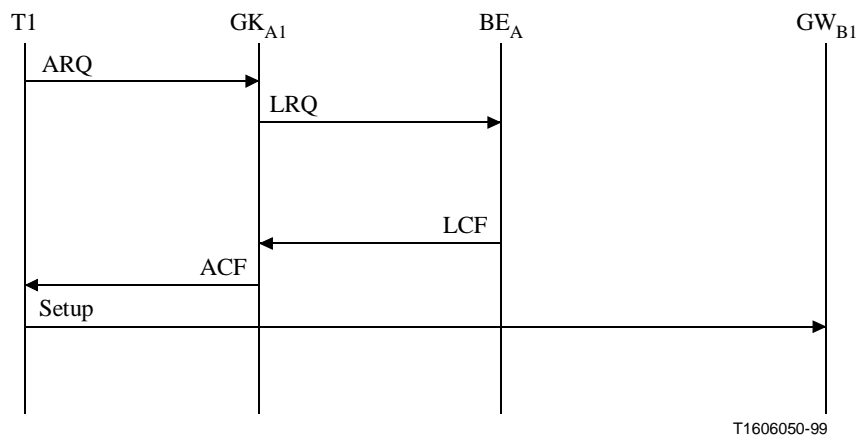 T1 GK_A1 BE_A GW_B1
ARQ
LRQ
LCF
ACF
Setup
T1606050-99